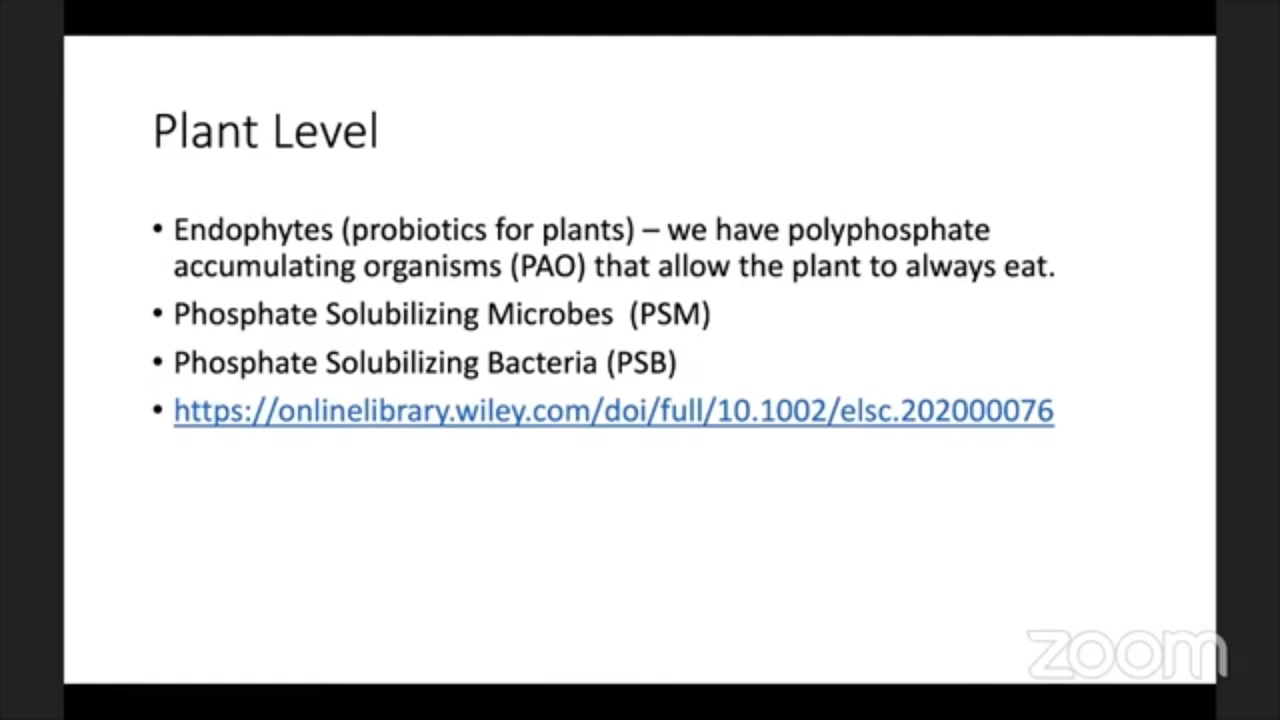 Plant Level
• Endophytes (probiotics for plants) – we have polyphosphate
accumulating organisms (PAO) that allow the plant to always eat.
• Phosphate Solubilizing Microbes  (PSM)
• Phosphate Solubilizing Bacteria (PSB)
• https://onlinelibrary.wiley.com/doi/full/10.1002/elsc.202000076
zoom